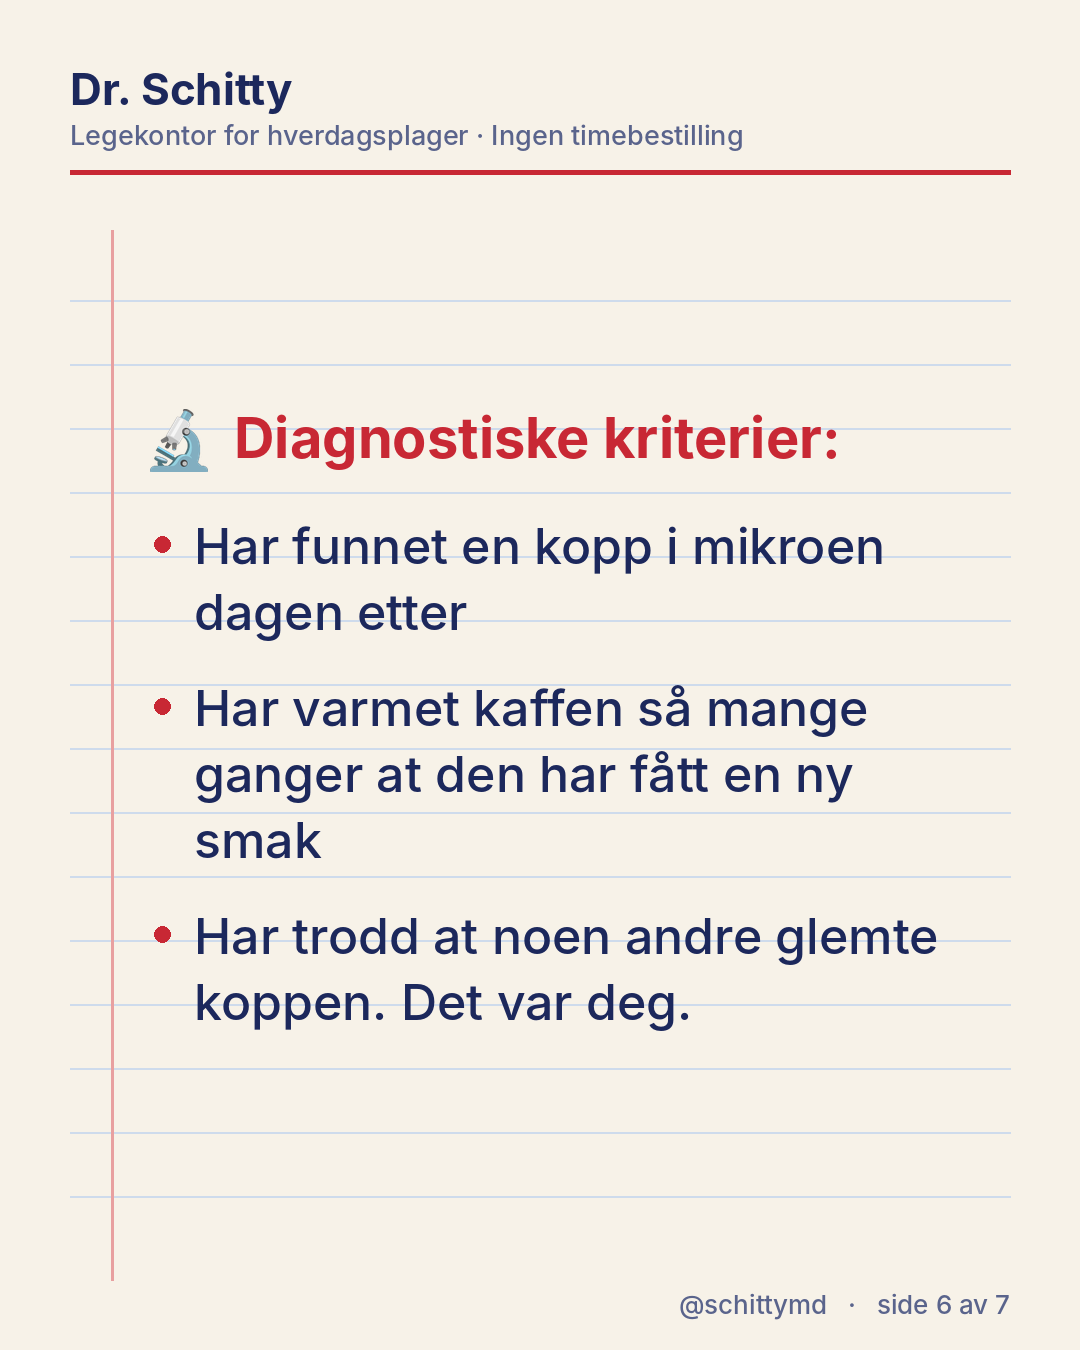 Dr. Schitty
Legekontor for hverdagsplager · Ingen timebestilling
🔬 Diagnostiske kriterier:
• Har funnet en kopp i mikroen
dagen etter
• Har varmet kaffen så mange
ganger at den har fått en ny
smak
• Har trodd at noen andre glemte
koppen. Det var deg.
@schittymd · side 6 av 7